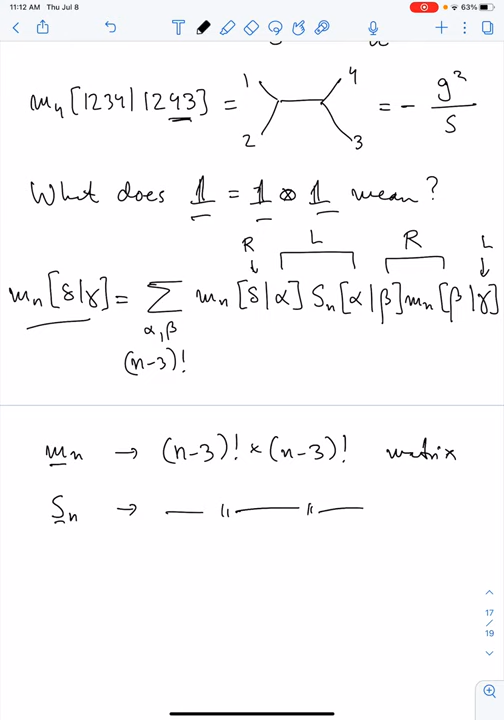 11:12 AM Thu Jul 8
63%
m₄[1234|1243] = 1 2 4 3 = - g²/s
What does 𝟙 = 𝟙 ⊗ 𝟙 mean?
R L R L
mₙ[δ|γ] = Σ mₙ[δ|α] Sₙ[α|β] mₙ[β|γ]
α,β
(n-3)!
mₙ → (n-3)! × (n-3)! matrix
Sₙ → — " — " —
17
/
19